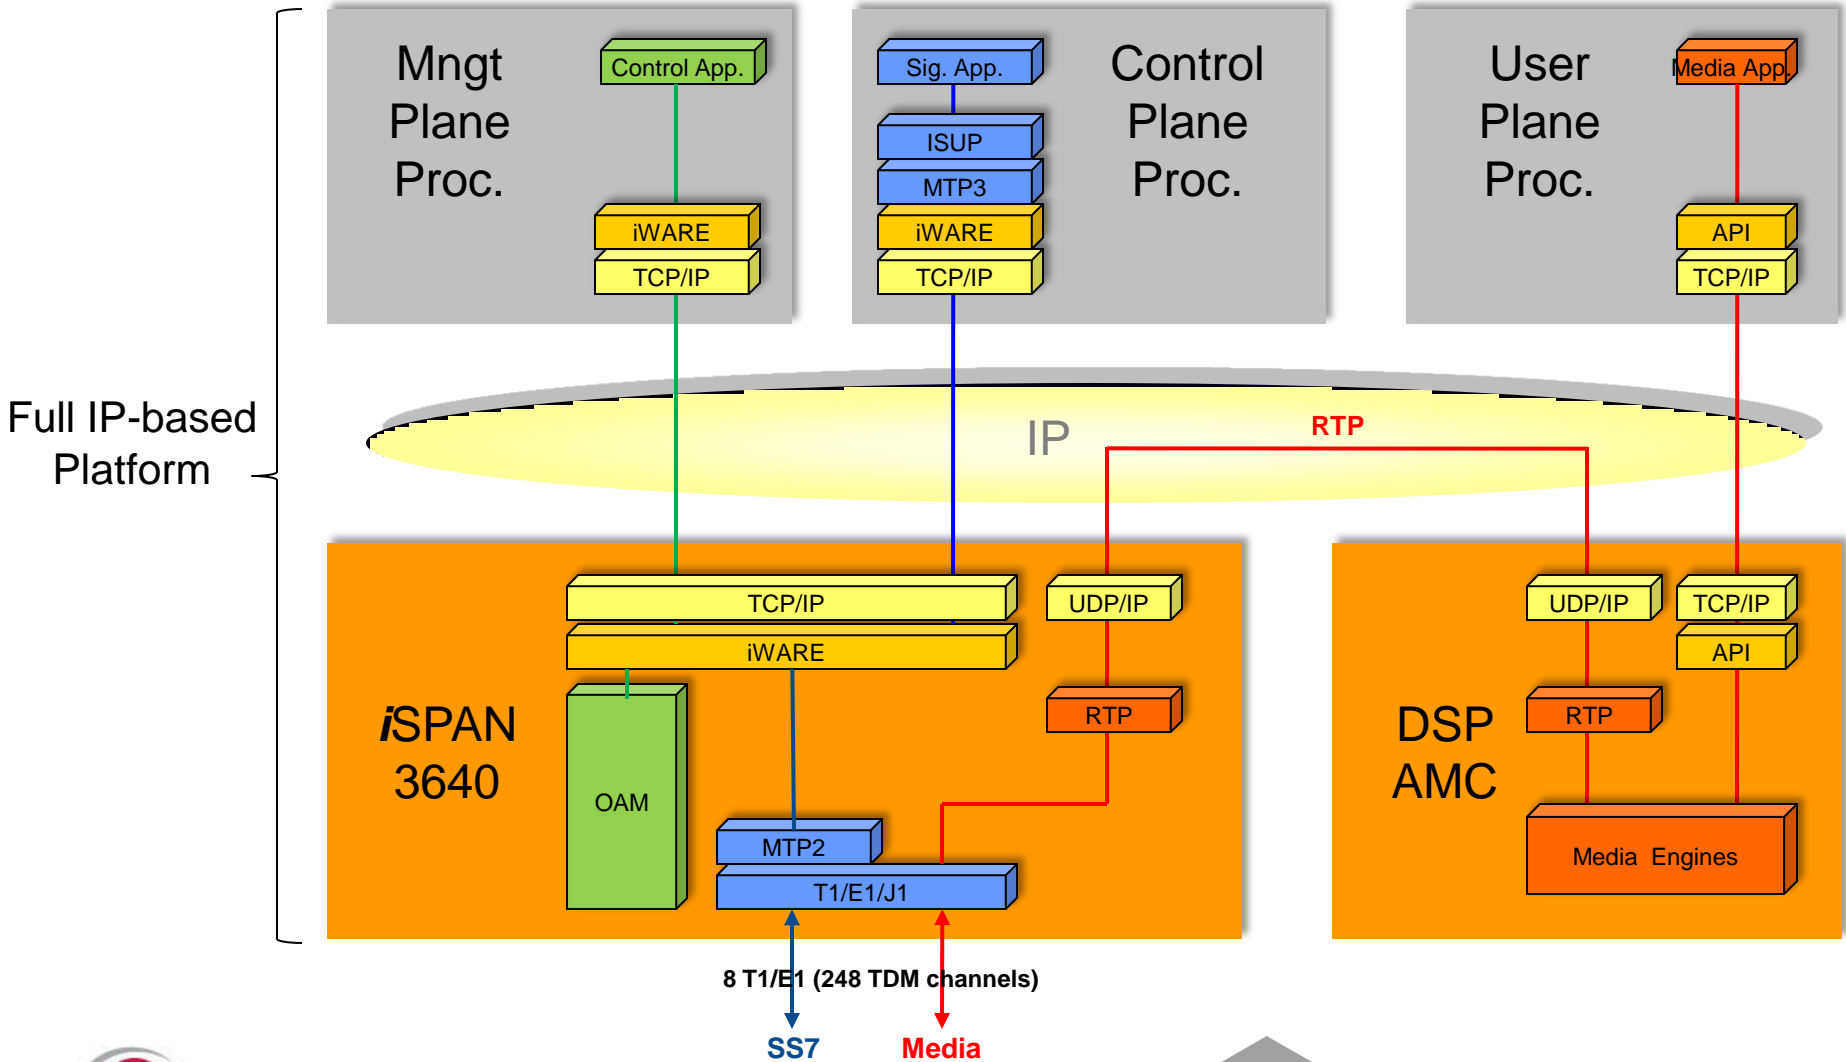 Mngt
Plane
Proc.
Control App.
iWARE
TCP/IP
Sig. App.
ISUP
MTP3
iWARE
TCP/IP
Control
Plane
Proc.
User
Plane
Proc.
Media App.
API
TCP/IP
Full IP-based
Platform
IP
RTP
iSPAN
3640
TCP/IP
iWARE
OAM
MTP2
T1/E1/J1
UDP/IP
RTP
DSP
AMC
UDP/IP
RTP
TCP/IP
API
Media Engines
8 T1/E1 (248 TDM channels)
SS7
Media